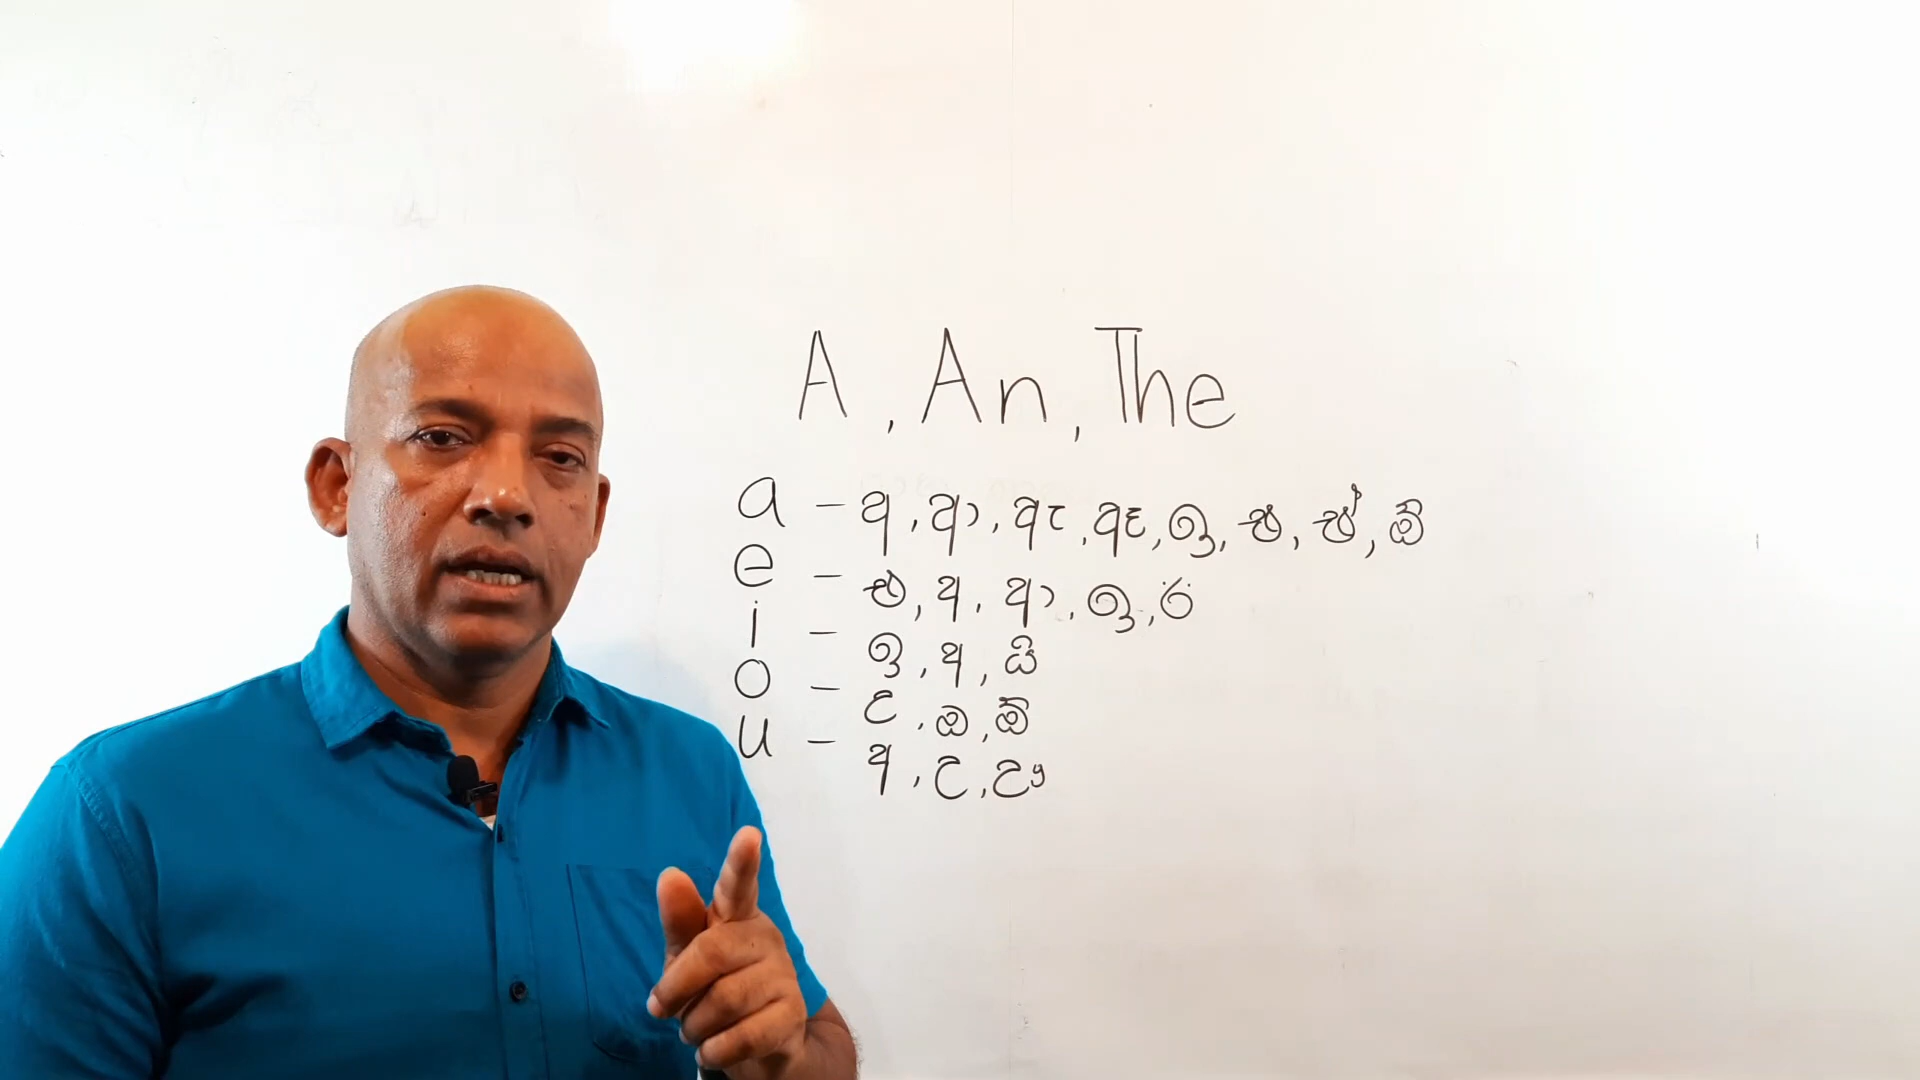 A, An, The
a - අ, ආ, ඇ, ඈ, ඉ, එ, ඒ, ඕ
e - එ, අ, ආ, ඉ, ඊ
i - ඉ, අ, යි
o - උ, ඔ, ඕ
u - අ, උ, යු